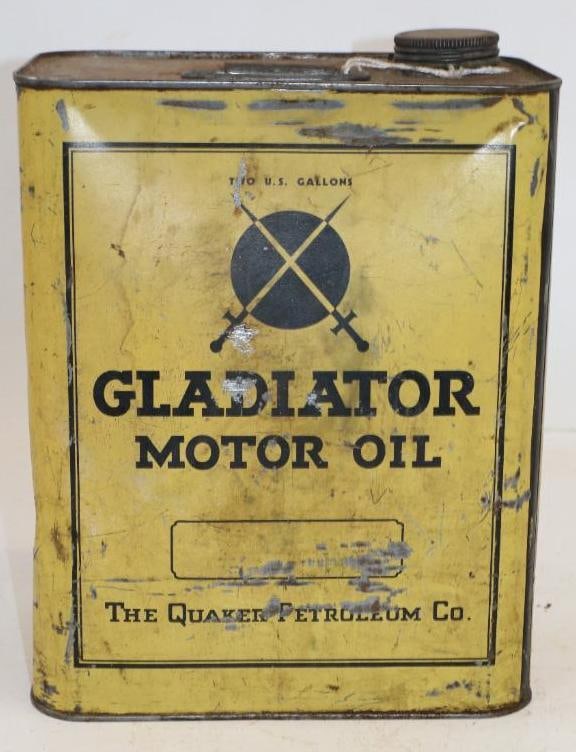 TWO U.S. GALLONS
GLADIATOR
MOTOR OIL
THE QUAKER PETROLEUM CO.